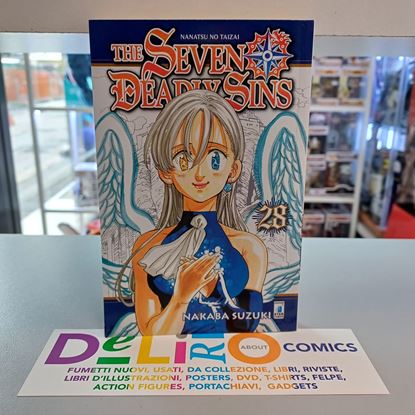 NANATSU NO TAIZAI
THE SEVEN
DEADLY SINS
28
NAKABA SUZUKI
DeLiRO ABOUT COMICS
FUMETTI NUOVI, USATI, DA COLLEZIONE, LIBRI, RIVISTE,
LIBRI D'ILLUSTRAZIONI, POSTERS, DVD, T-SHIRTS, FELPE,
ACTION FIGURES, PORTACHIAVI, GADGETS